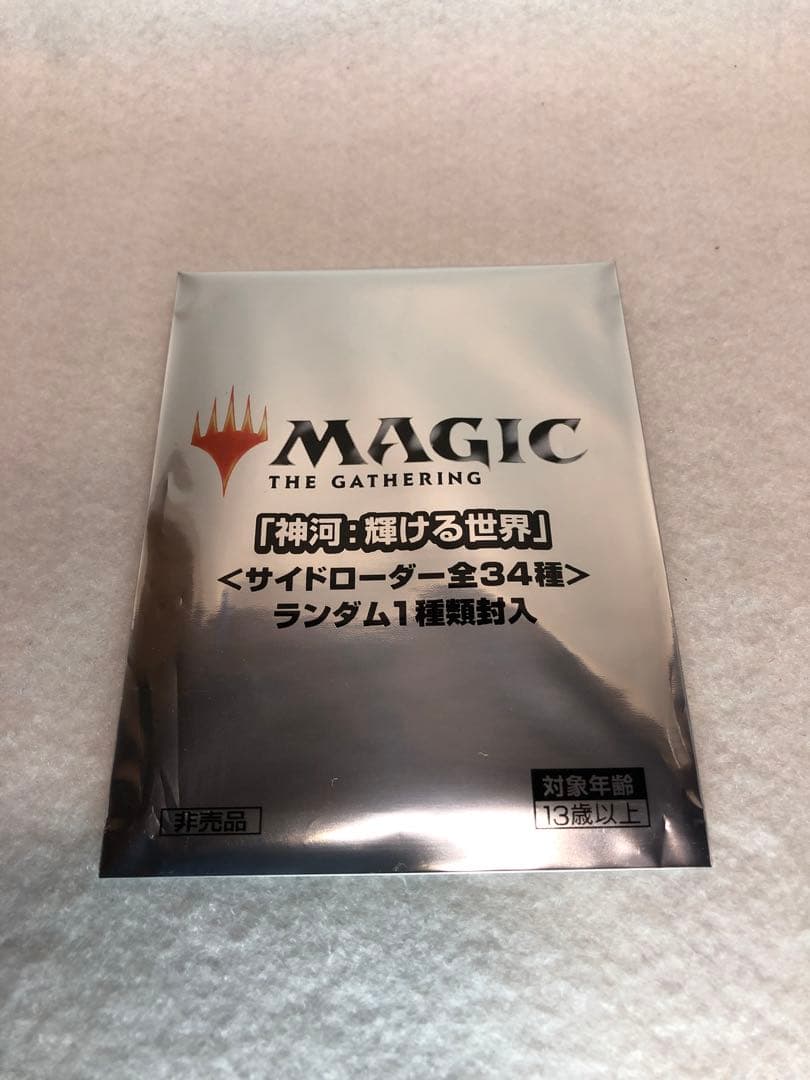 MAGIC
THE GATHERING
「神河:輝ける世界」
<サイドローダー全34種>
ランダム1種類封入
対象年齢
13歳以上
非売品